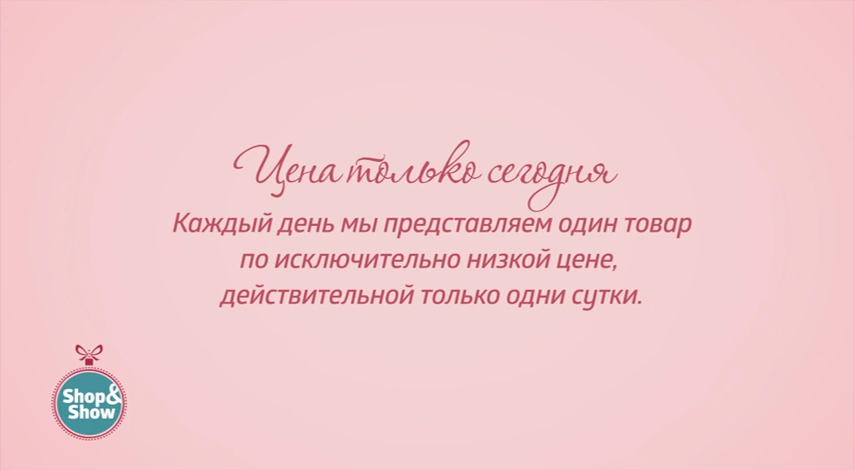 Цена только сегодня
Каждый день мы представляем один товар
по исключительно низкой цене,
действительной только одни сутки.
Shop&
Show